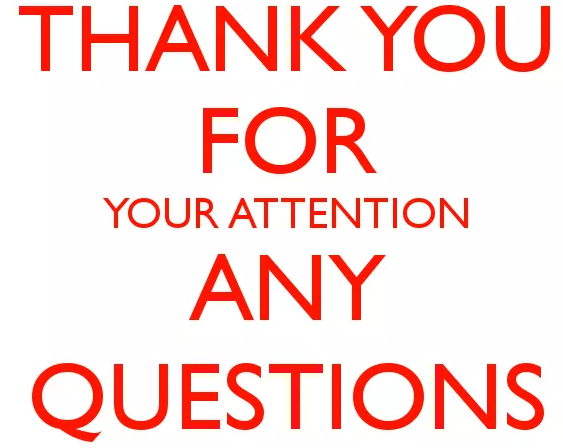 THANK YOU
FOR
YOUR ATTENTION
ANY
QUESTIONS